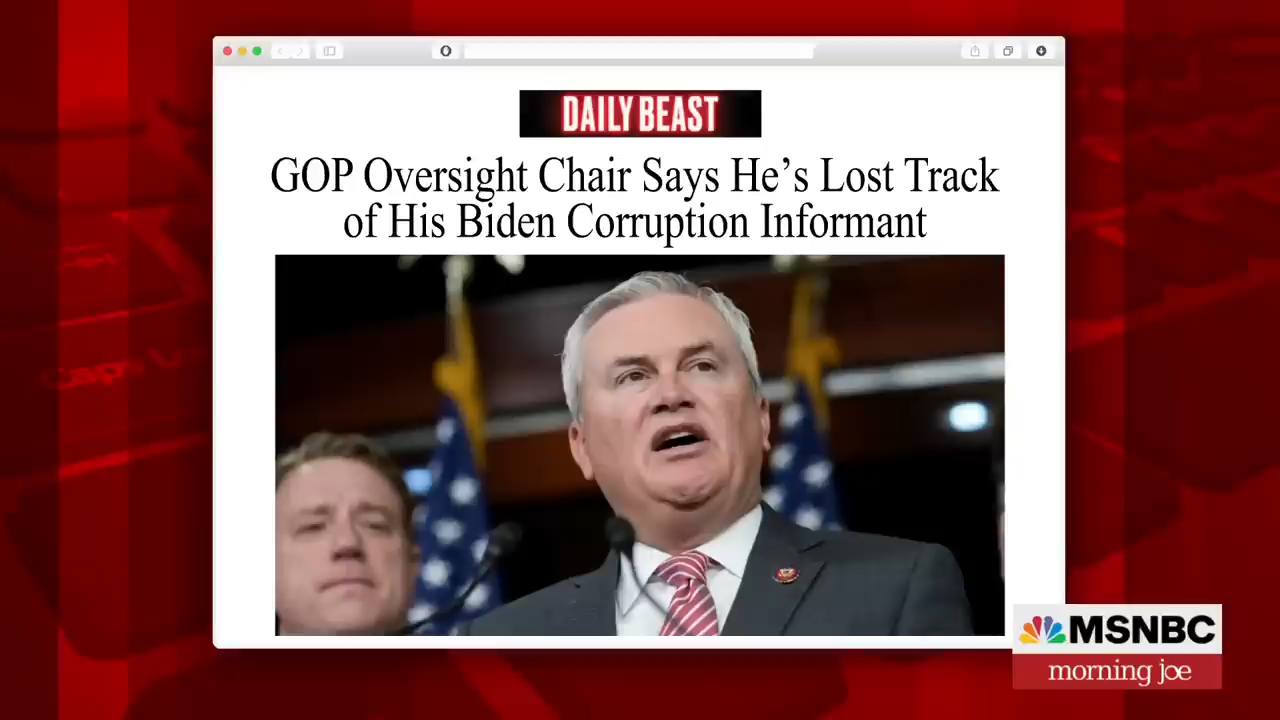 DAILY BEAST
GOP Oversight Chair Says He's Lost Track
of His Biden Corruption Informant
MSNBC
morning joe